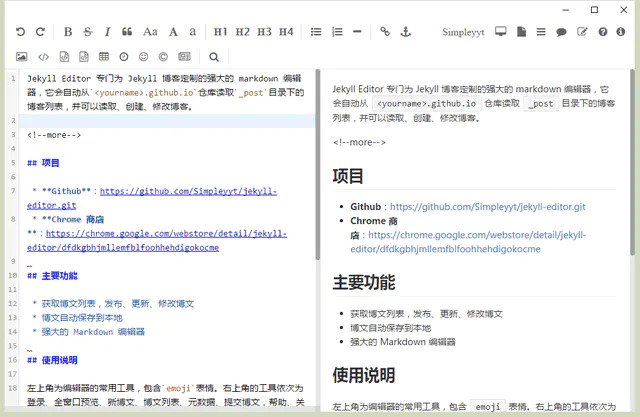 B S I Aa A a H1 H2 H3 H4 Simpleyyt
1 Jekyll Editor 专门为 Jekyll 博客定制的强大的 markdown 编辑
器，它会自动从`<yourname>.github.io`仓库读取`_post`目录下的
博客列表，并可以读取、创建、修改博客。
2
3 <!--more-->
4
5 ## 项目
6
7 * **Github**：https://github.com/Simpleyyt/jekyll-
editor.git
8 * **Chrome 商店
**：https://chrome.google.com/webstore/detail/jekyll-
editor/dfdkgbhjmllemfblfoohhehdigokocme
9
10 ## 主要功能
11
12 * 获取博文列表，发布、更新、修改博文
13 * 博文自动保存到本地
14 * 强大的 Markdown 编辑器
15
16 ## 使用说明
17
18 左上角为编辑器的常用工具，包含`emoji`表情。右上角的工具依次为
登录、全窗口预览、新博文、博文列表、元数据、提交博文，帮助、关
Jekyll Editor 专门为 Jekyll 博客定制的强大的 markdown 编辑器，
它会自动从 <yourname>.github.io 仓库读取 _post 目录下的博客
列表，并可以读取、创建、修改博客。
<!--more-->
项目
Github：https://github.com/Simpleyyt/jekyll-editor.git
Chrome 商
店：https://chrome.google.com/webstore/detail/jekyll-
editor/dfdkgbhjmllemfblfoohhehdigokocme
主要功能
获取博文列表，发布、更新、修改博文
博文自动保存到本地
强大的 Markdown 编辑器
使用说明
左上角为编辑器的常用工具，包含 emoji 表情。右上角的工具依次为